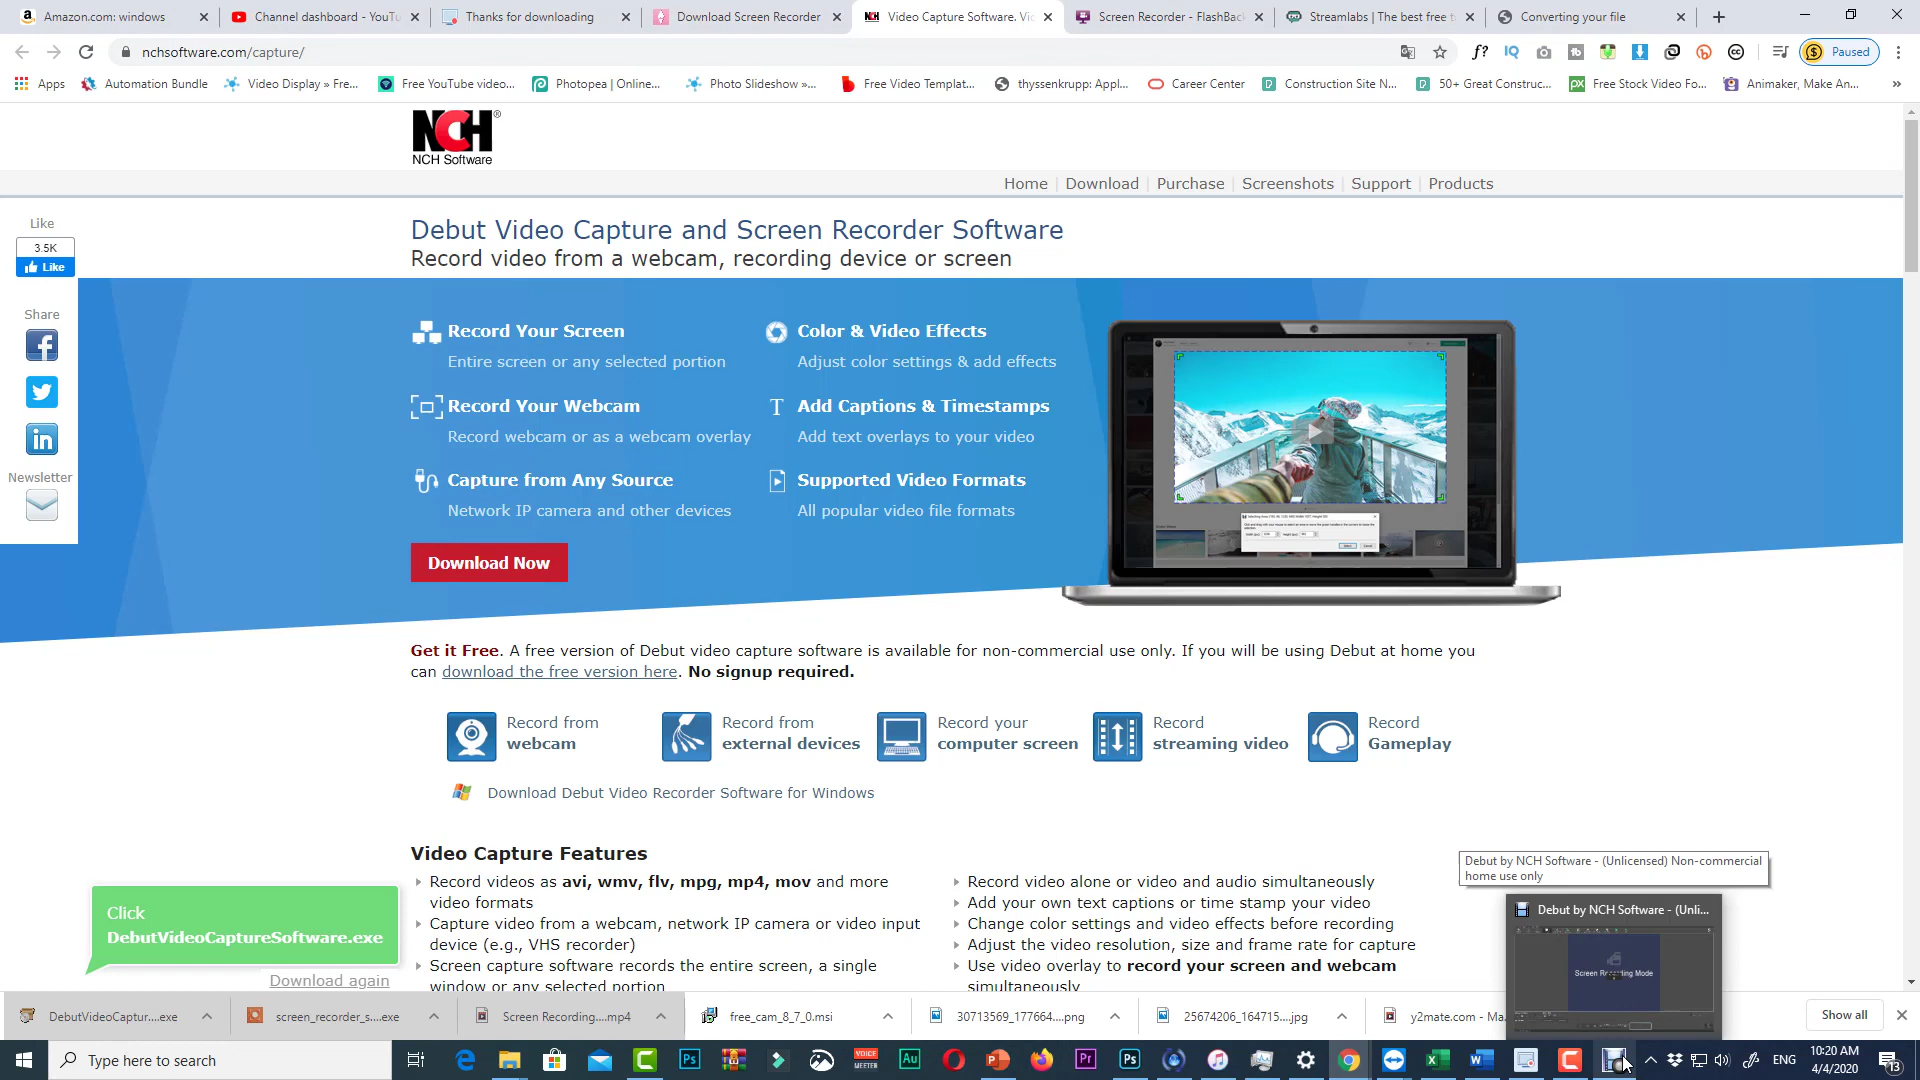 Amazon.com: windows
Channel dashboard - YouTu
Thanks for downloading
Download Screen Recorder
Video Capture Software. Vi
Screen Recorder - FlashBack
Streamlabs | The best free
Converting your file
nchsoftware.com/capture/
f?
IQ
Paused
Apps
Automation Bundle
Video Display » Fre...
Free YouTube video...
Photopea | Online...
Photo Slideshow »...
Free Video Templat...
thyssenkrupp: Appl...
Career Center
Construction Site N...
50+ Great Construc...
Free Stock Video Fo...
Animaker, Make An...
NCH®
NCH Software
Home | Download | Purchase | Screenshots | Support | Products
Like
3.5K
Like
Share
Newsletter
Debut Video Capture and Screen Recorder Software
Record video from a webcam, recording device or screen
Record Your Screen
Entire screen or any selected portion
Color & Video Effects
Adjust color settings & add effects
Record Your Webcam
Record webcam or as a webcam overlay
Add Captions & Timestamps
Add text overlays to your video
Capture from Any Source
Network IP camera and other devices
Supported Video Formats
All popular video file formats
Download Now
Get it Free. A free version of Debut video capture software is available for non-commercial use only. If you will be using Debut at home you
can download the free version here. No signup required.
Record from
webcam
Record from
external devices
Record your
computer screen
Record
streaming video
Record
Gameplay
Download Debut Video Recorder Software for Windows
Video Capture Features
Record videos as avi, wmv, flv, mpg, mp4, mov and more
video formats
Capture video from a webcam, network IP camera or video input
device (e.g., VHS recorder)
Screen capture software records the entire screen, a single
window or any selected portion
Record video alone or video and audio simultaneously
Add your own text captions or time stamp your video
Change color settings and video effects before recording
Adjust the video resolution, size and frame rate for capture
Use video overlay to record your screen and webcam
simultaneously
Click
DebutVideoCaptureSoftware.exe
Download again
Debut by NCH Software - (Unlicensed) Non-commercial
home use only
Debut by NCH Software - (Unli...
Screen Recording Mode
DebutVideoCaptur....exe
screen_recorder_s....exe
Screen Recording....mp4
free_cam_8_7_0.msi
30713569_177664....png
25674206_164715....jpg
y2mate.com - Ma...
Show all
Type here to search
ENG
10:20 AM
4/4/2020
13